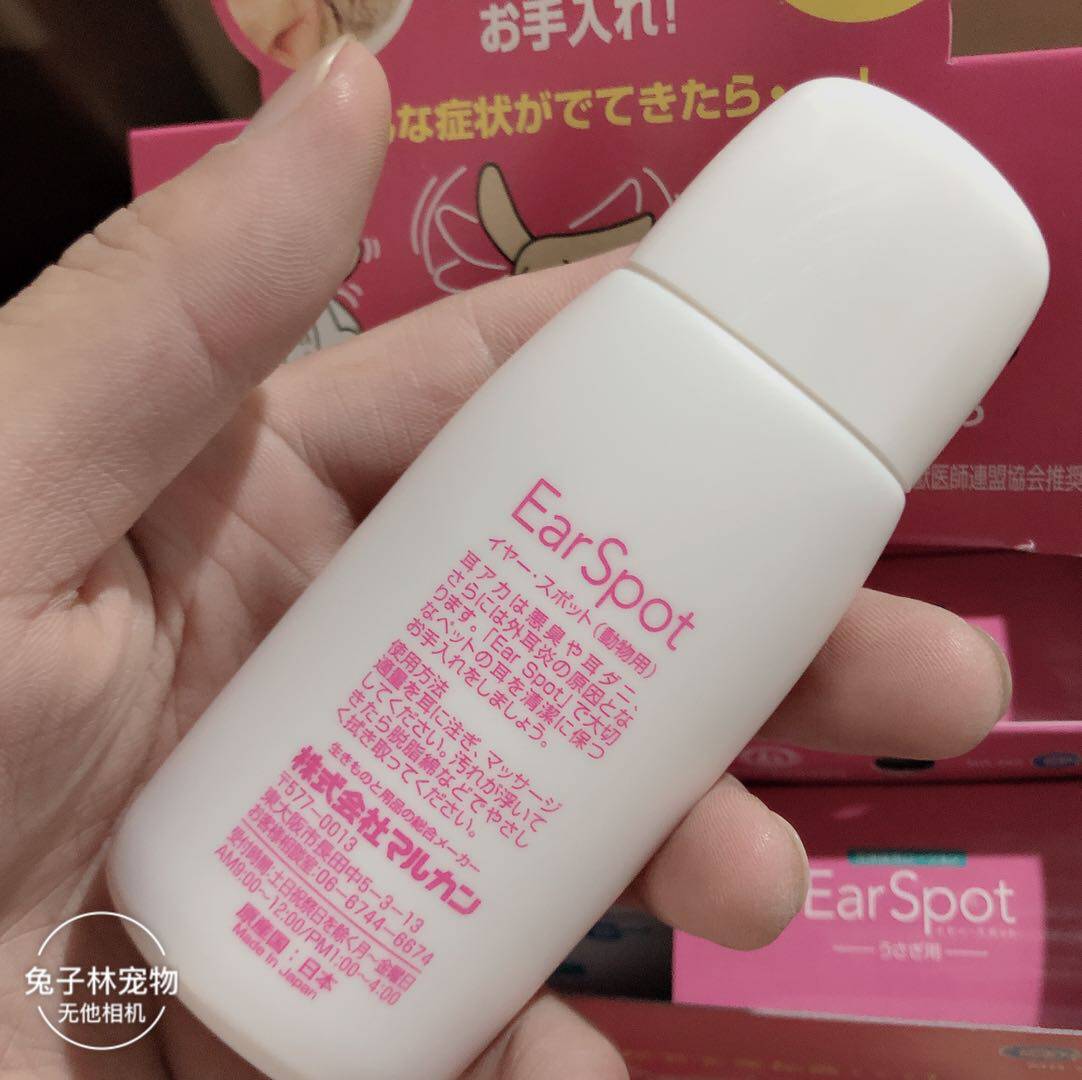 お手入れ!
な症状がでてきたら・
獣医師連盟協会推奨
EarSpot
イヤー・スポット(動物用)
耳アカは悪臭や耳ダニ、
さらには外耳炎の原因とな
ります。「Ear Spot」で大切
なペットの耳を清潔に保つ
お手入れをしましょう。
使用方法
適量を耳に注ぎ、マッサージ
してください。汚れが浮いて
きたら脱脂綿などでやさし
く拭き取ってください。
生きものと用品の総合メーカー
株式会社マルカン
〒577-0013
東大阪市長田中5-3-13
お客様相談室:06-6744-6674
受付時間・土日祝祭日を除く月〜金曜日
AM9:00〜12:00/PM1:00〜4:00
原産国:日本
Made in Japan
EarSpot
うさぎ用
兔子林宠物
无他相机